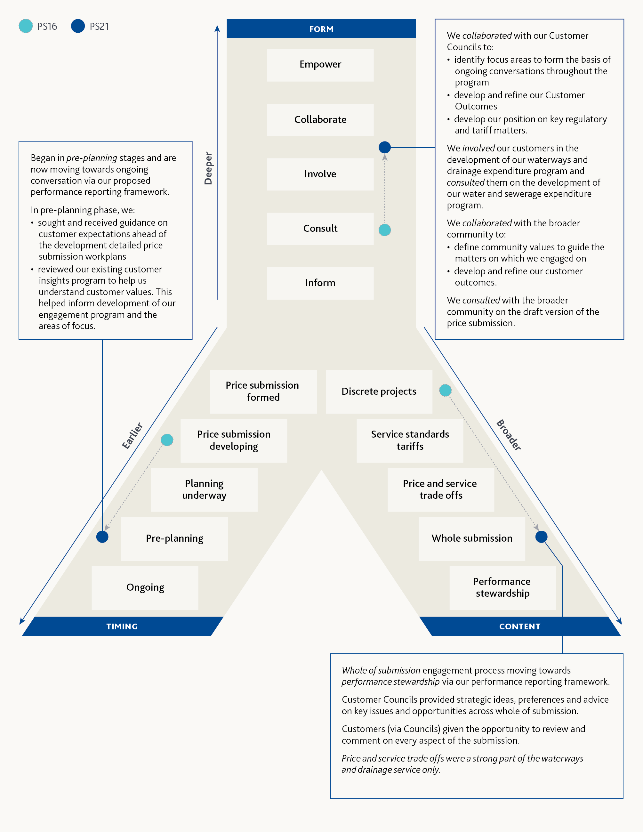 PS16
PS21
FORM
Empower
Collaborate
Involve
Consult
Inform
Deeper
We collaborated with our Customer
Councils to:
• identify focus areas to form the basis of
ongoing conversations throughout the
program
• develop and refine our Customer
Outcomes
• develop our position on key regulatory
and tariff matters.
We involved our customers in the
development of our waterways and
drainage expenditure program and
consulted them on the development of
our water and sewerage expenditure
program.
We collaborated with the broader
community to:
• define community values to guide the
matters on which we engaged on
• develop and refine our customer
outcomes.
We consulted with the broader
community on the draft version of the
price submission.
Began in pre-planning stages and are
now moving towards ongoing
conversation via our proposed
performance reporting framework.
In pre-planning phase, we:
• sought and received guidance on
customer expectations ahead of
the development detailed price
submission workplans
• reviewed our existing customer
insights program to help us
understand customer values. This
helped inform development of our
engagement program and the
areas of focus.
Earlier
Price submission
formed
Price submission
developing
Planning
underway
Pre-planning
Ongoing
TIMING
Broader
Discrete projects
Service standards
tariffs
Price and service
trade offs
Whole submission
Performance
stewardship
CONTENT
Whole of submission engagement process moving towards
performance stewardship via our performance reporting framework.
Customer Councils provided strategic ideas, preferences and advice
on key issues and opportunities across whole of submission.
Customers (via Councils) given the opportunity to review and
comment on every aspect of the submission.
Price and service trade offs were a strong part of the waterways
and drainage service only.